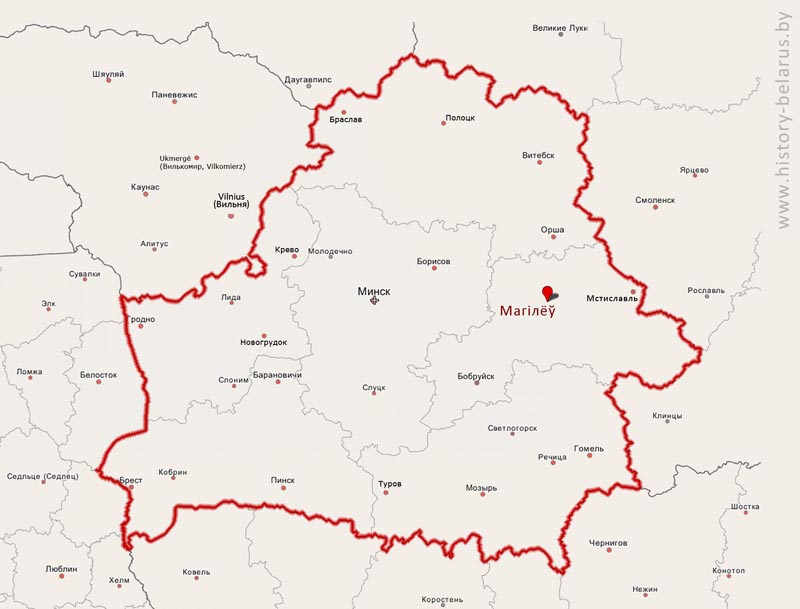 Великие Луки
www.history-belarus.by
Шяуляй
Даугавпилс
Паневежис
Браслав
Полоцк
Витебск
Ukmergė
(Вилькомир, Vilkomierz)
Ярцево
Каунас
Vilnius
(Вильня)
Смоленск
Орша
Алитус
Крево
Молодечно
Борисов
Сувалки
Минск
Рославль
Лида
Мстиславль
Элк
Магілёў
Гродно
Новогрудок
Ломжа
Белосток
Слоним
Барановичи
Слуцк
Бобруйск
Клинцы
Светлогорск
Речица
Гомель
Седльце (Седлец)
Брест
Кобрин
Пинск
Туров
Мозырь
Шостка
Чернигов
Люблин
Хелм
Ковель
Конотоп
Нежин
Коростень